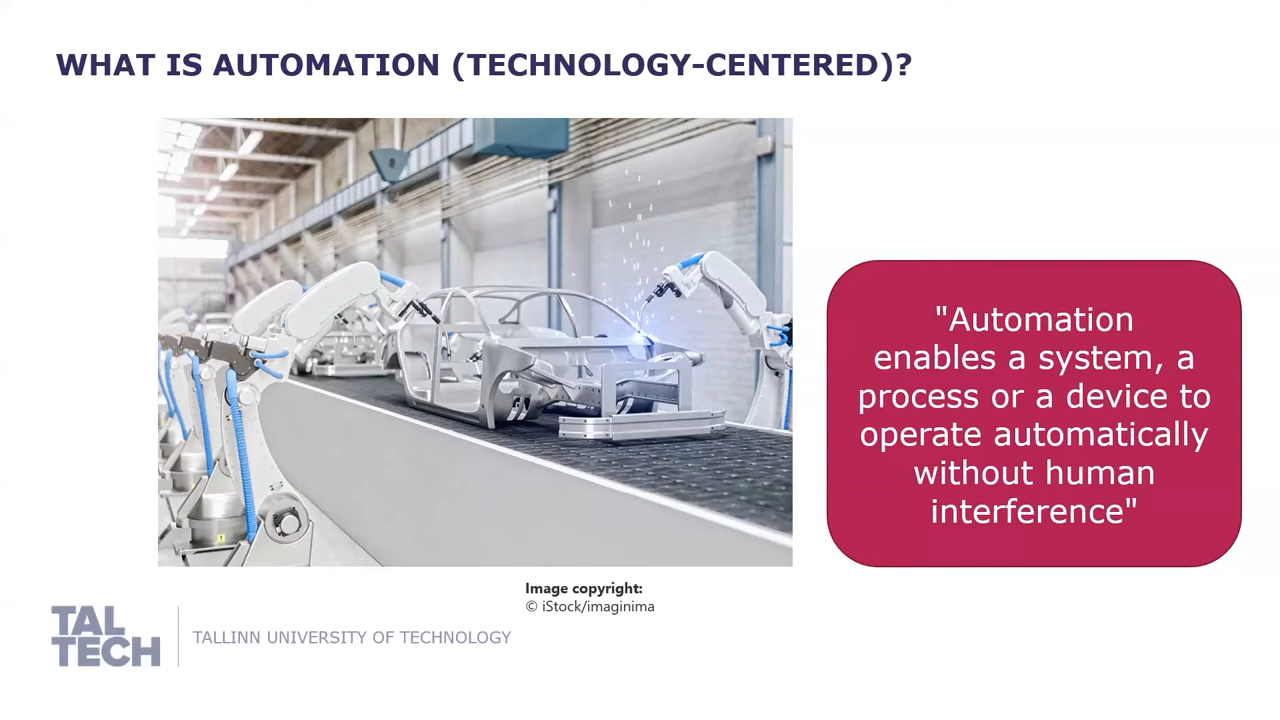 WHAT IS AUTOMATION (TECHNOLOGY-CENTERED)?
"Automation
enables a system, a
process or a device to
operate automatically
without human
interference"
Image copyright:
© iStock/imaginima
TAL
TECH
TALLINN UNIVERSITY OF TECHNOLOGY